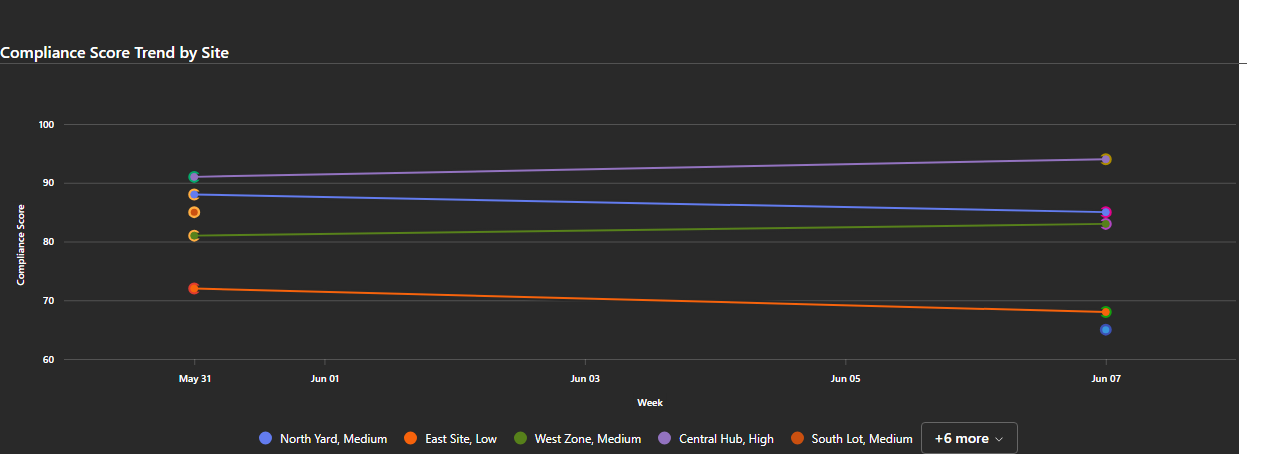 Compliance Score Trend by Site
100
90
80
70
60
Compliance Score
May 31 Jun 01 Jun 03 Jun 05 Jun 07
Week
North Yard, Medium East Site, Low West Zone, Medium Central Hub, High South Lot, Medium +6 more